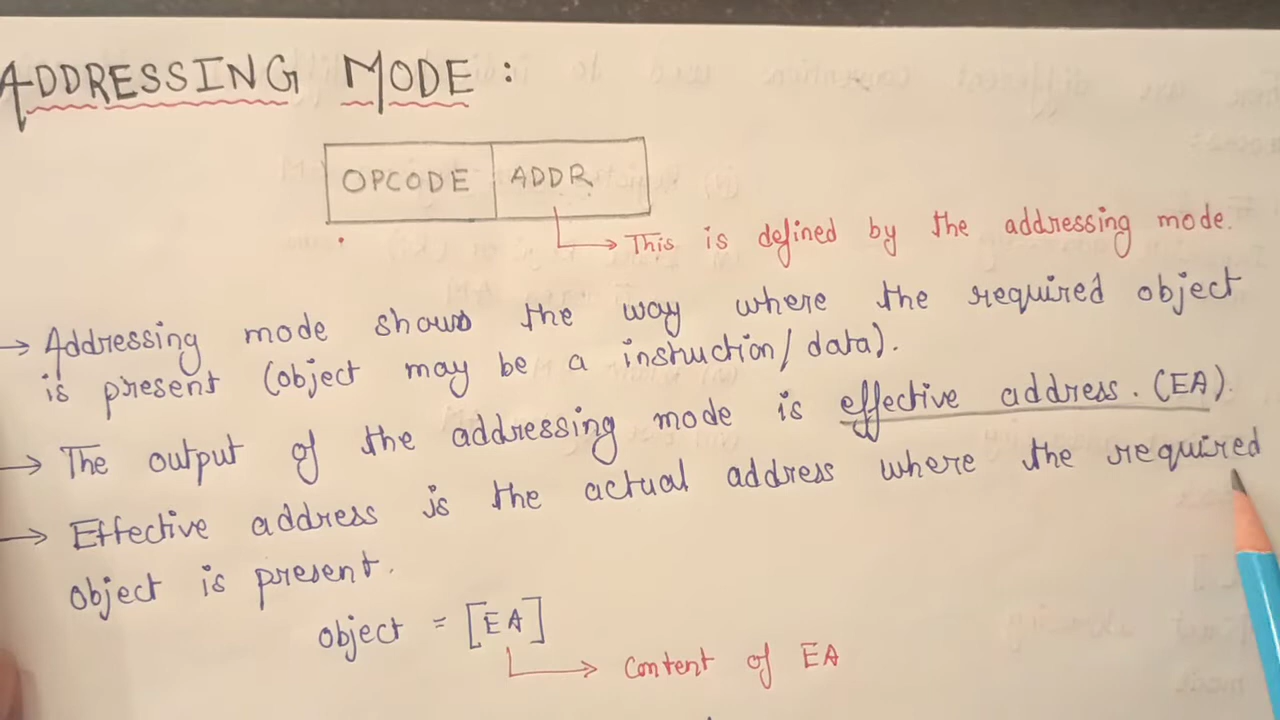 ADDRESSING MODE:
OPCODE ADDR
This is defined by the addressing mode.
→ Addressing mode shows the way where the required object
is present (object may be a instruction/data).
→ The output of the addressing mode is effective address. (EA).
→ Effective address is the actual address where the required
object is present.
object = [EA]
Content of EA